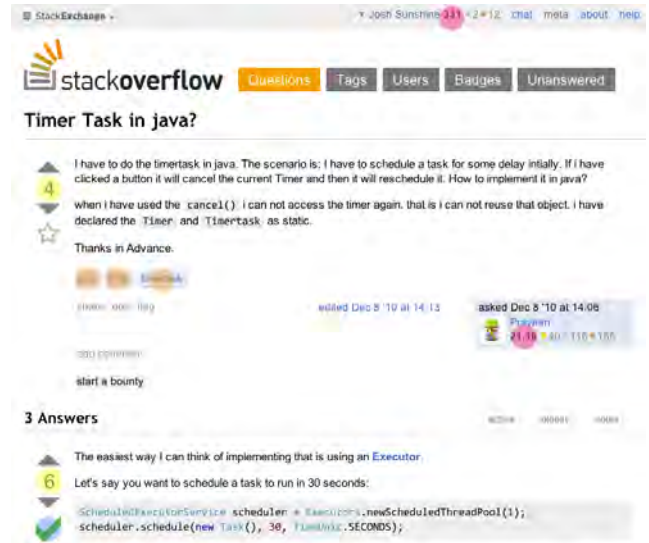 StackExchange
Josh Sunshine 331 2 12 chat meta about help
stackoverflow Questions Tags Users Badges Unanswered
Timer Task in java?
I have to do the timertask in java. The scenario is: I have to schedule a task for some delay intially. If i have
4
clicked a button it will cancel the current Timer and then it will reschedule it. How to implement it in java?
when i have used the cancel() i can not access the timer again. that is i can not reuse that object. i have
declared the Timer and Timertask as static.
Thanks in Advance.
edited Dec 8 '10 at 14:13 asked Dec 8 '10 at 14:06
Praveen
add comment
start a bounty
3 Answers active oldest votes
The easiest way I can think of implementing that is using an Executor.
6
Let's say you want to schedule a task to run in 30 seconds:
ScheduledExecutorService scheduler = Executors.newScheduledThreadPool(1);
scheduler.schedule(new Task(), 30, TimeUnit.SECONDS);